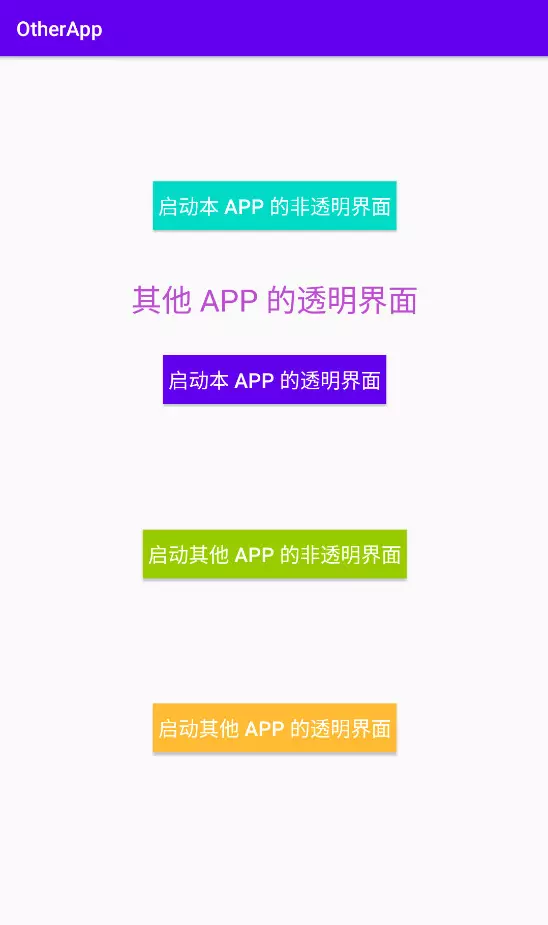 OtherApp
启动本 APP 的非透明界面
其他 APP 的透明界面
启动本 APP 的透明界面
启动其他 APP 的非透明界面
启动其他 APP 的透明界面